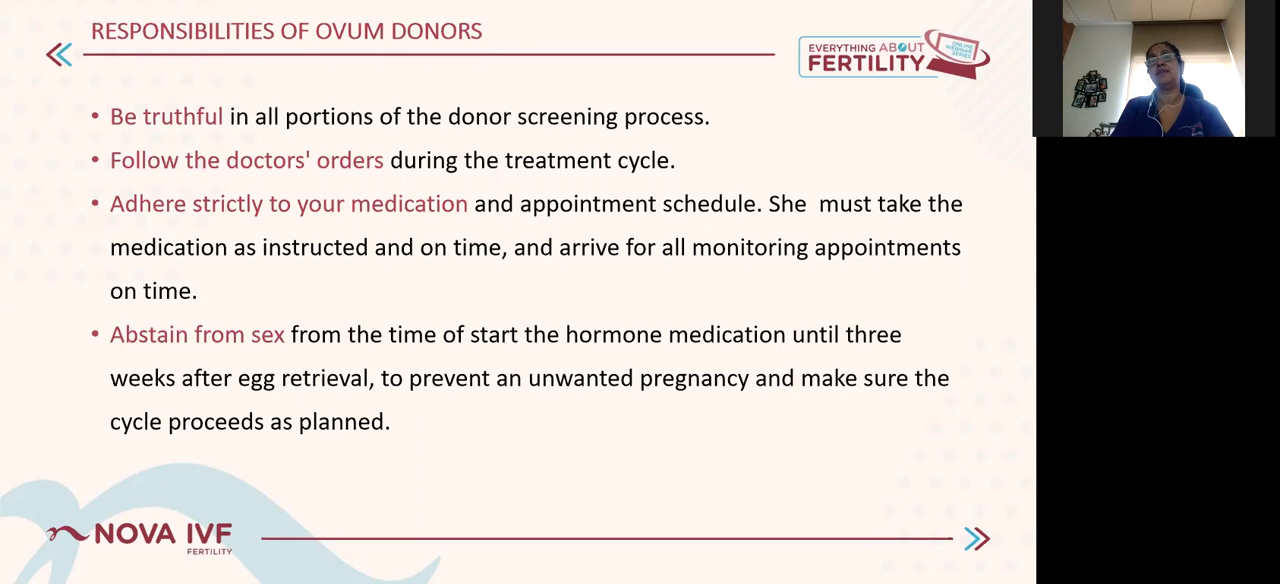 RESPONSIBILITIES OF OVUM DONORS
EVERYTHING ABOUT
FERTILITY
ONLINE
WEBINAR
SERIES
• Be truthful in all portions of the donor screening process.
• Follow the doctors' orders during the treatment cycle.
• Adhere strictly to your medication and appointment schedule. She must take the
medication as instructed and on time, and arrive for all monitoring appointments
on time.
• Abstain from sex from the time of start the hormone medication until three
weeks after egg retrieval, to prevent an unwanted pregnancy and make sure the
cycle proceeds as planned.
NOVA IVF
FERTILITY